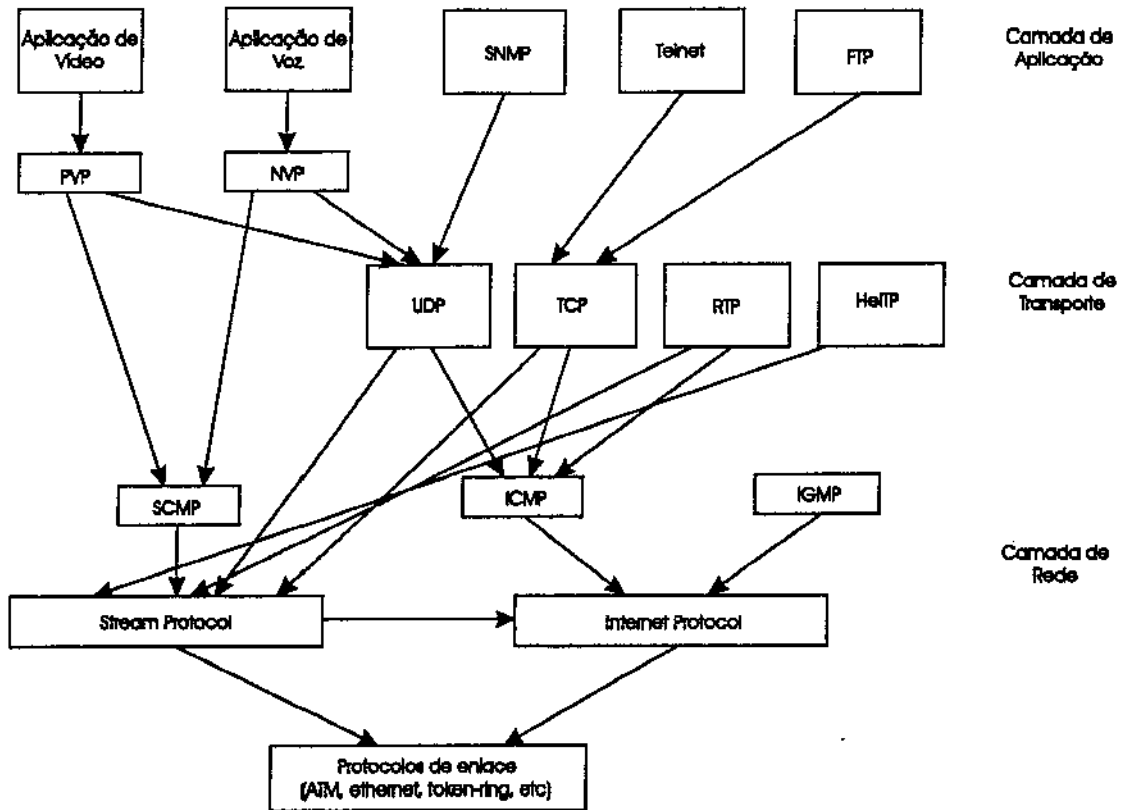 Aplicação de
Vídeo
Aplicação de
Voz
SNMP
Telnet
FTP
Camada de
Aplicação
PVP
NVP
UDP
TCP
RTP
HeiTP
Camada de
Transporte
SCMP
ICMP
IGMP
Camada de
Rede
Stream Protocol
Internet Protocol
Protocolos de enlace
(ATM, ethernet, token-ring, etc)